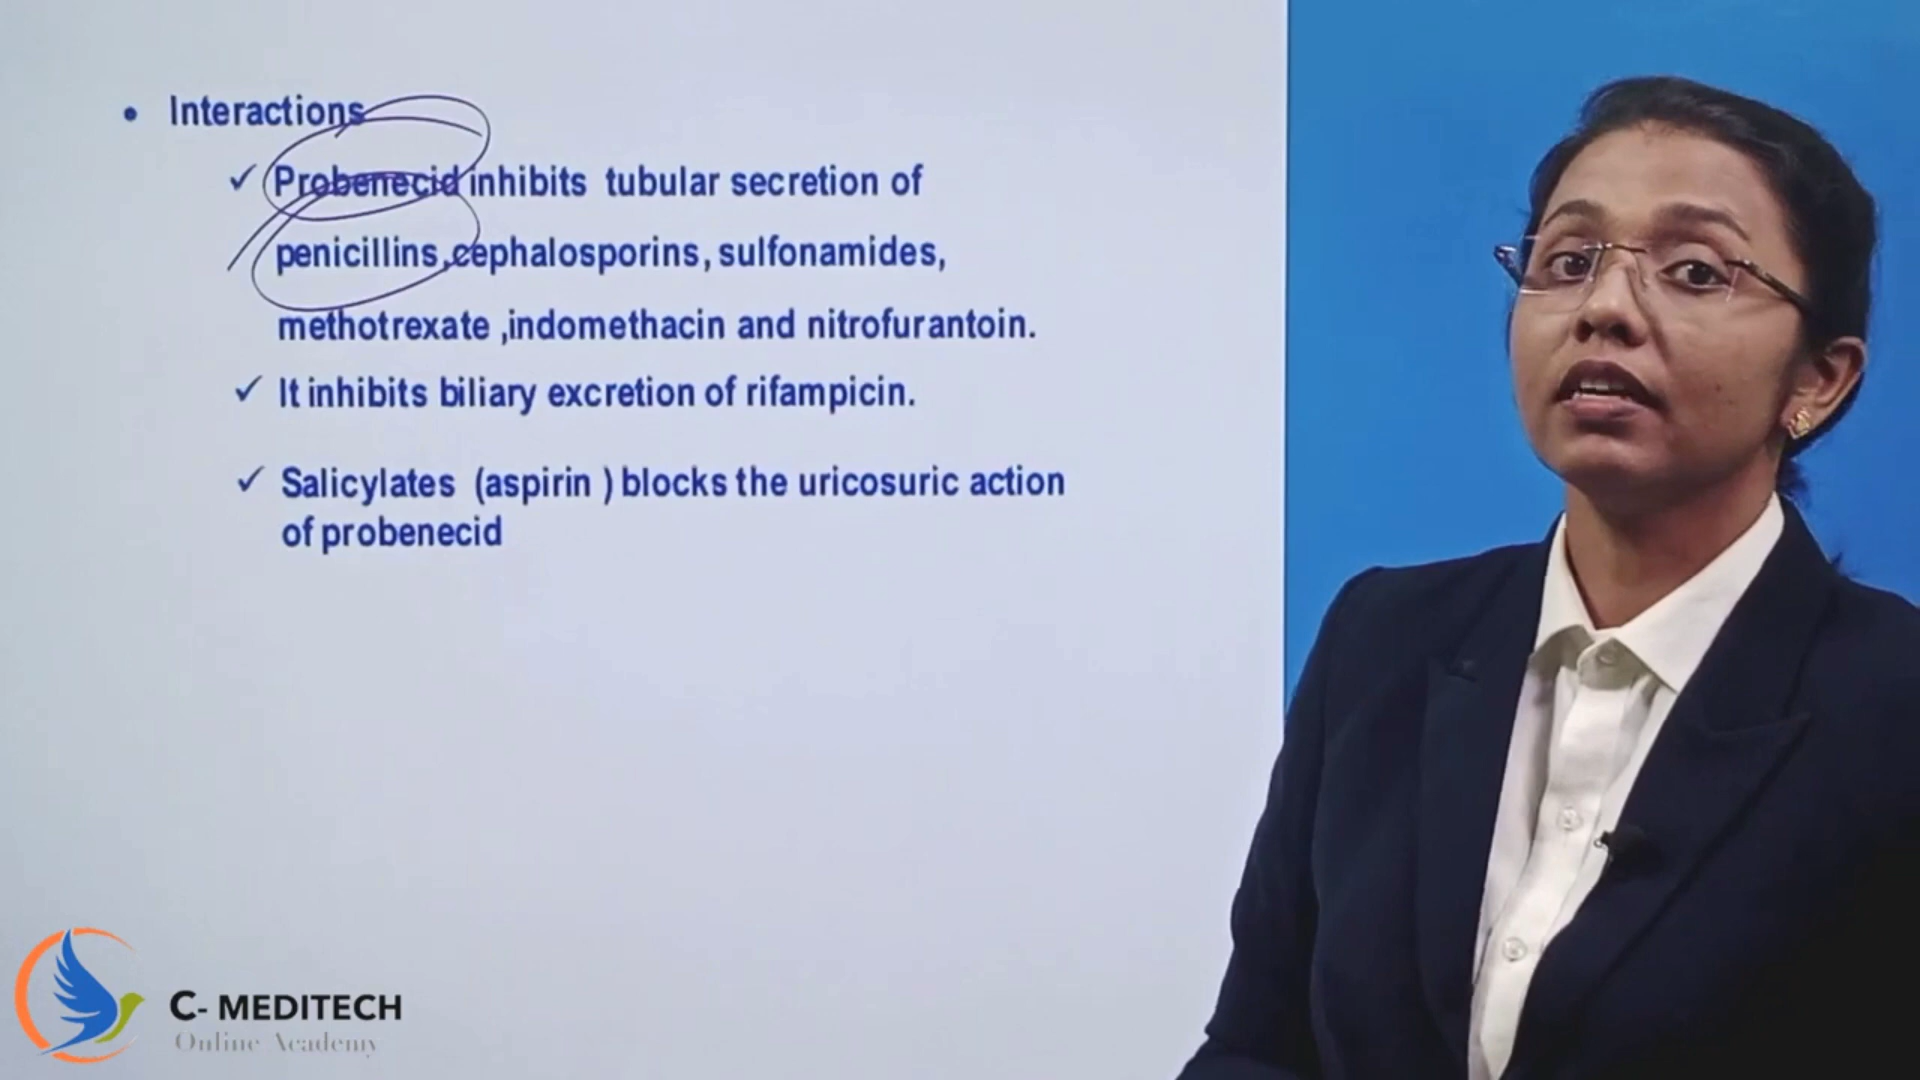 • Interactions
✓ Probenecid inhibits tubular secretion of
penicillins,cephalosporins, sulfonamides,
methotrexate ,indomethacin and nitrofurantoin.
✓ It inhibits biliary excretion of rifampicin.
✓ Salicylates (aspirin ) blocks the uricosuric action
of probenecid
C- MEDITECH
Online Academy